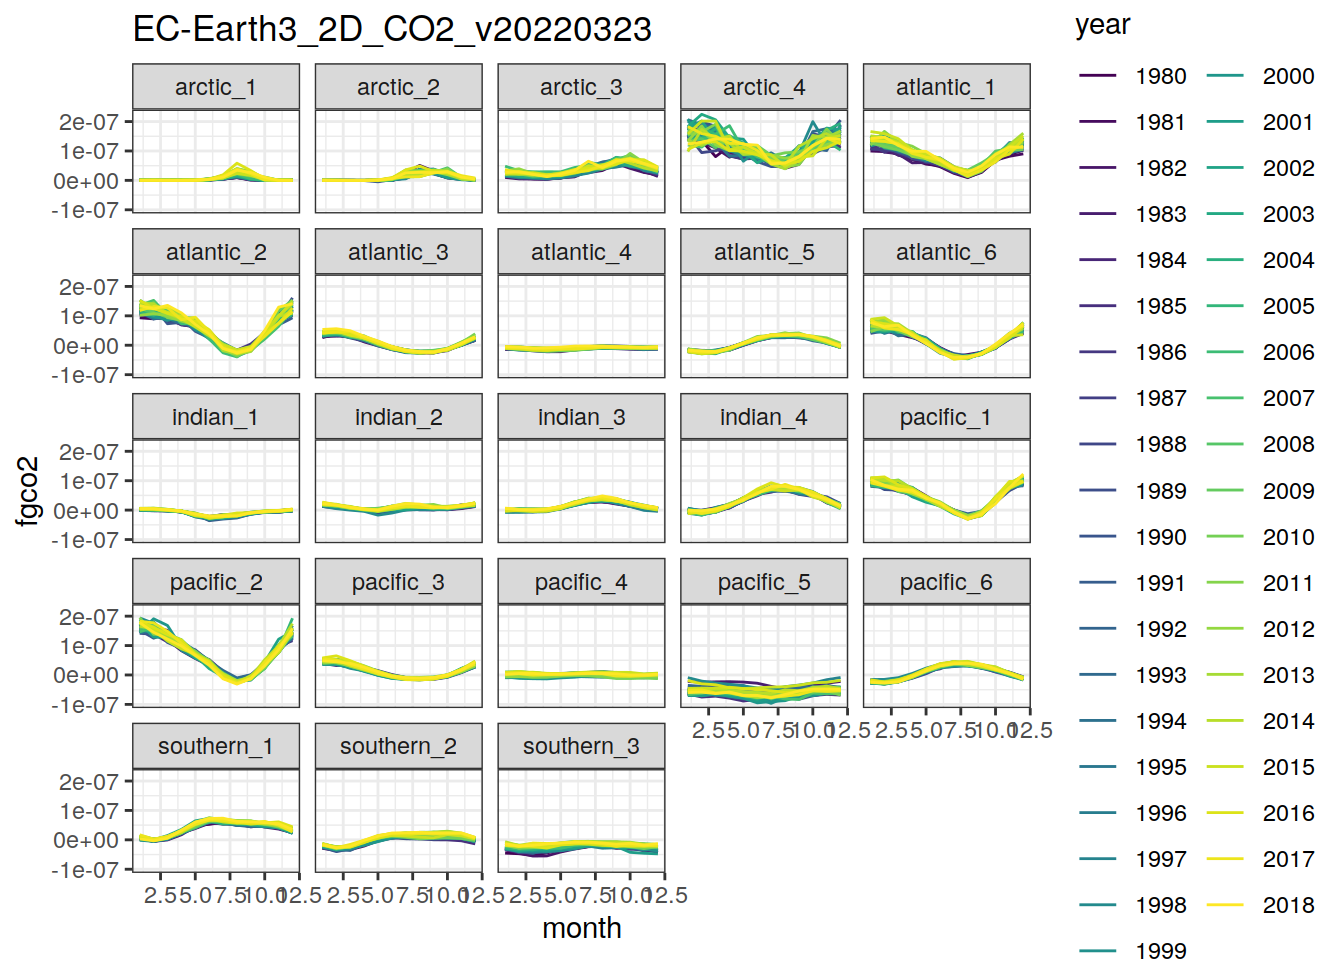 EC-Earth3_2D_CO2_v20220323
year
arctic_1 arctic_2 arctic_3 arctic_4 atlantic_1
2e-07
1e-07
0e+00
-1e-07
atlantic_2 atlantic_3 atlantic_4 atlantic_5 atlantic_6
2e-07
1e-07
0e+00
-1e-07
indian_1 indian_2 indian_3 indian_4 pacific_1
2e-07
1e-07
0e+00
-1e-07
pacific_2 pacific_3 pacific_4 pacific_5 pacific_6
2e-07
1e-07
0e+00
-1e-07
2.5 5.0 7.5 10.0 12.5 2.5 5.0 7.5 10.0 12.5
southern_1 southern_2 southern_3
2e-07
1e-07
0e+00
-1e-07
2.5 5.0 7.5 10.0 12.5 2.5 5.0 7.5 10.0 12.5 2.5 5.0 7.5 10.0 12.5
month
fgco2
1980 2000
1981 2001
1982 2002
1983 2003
1984 2004
1985 2005
1986 2006
1987 2007
1988 2008
1989 2009
1990 2010
1991 2011
1992 2012
1993 2013
1994 2014
1995 2015
1996 2016
1997 2017
1998 2018
1999